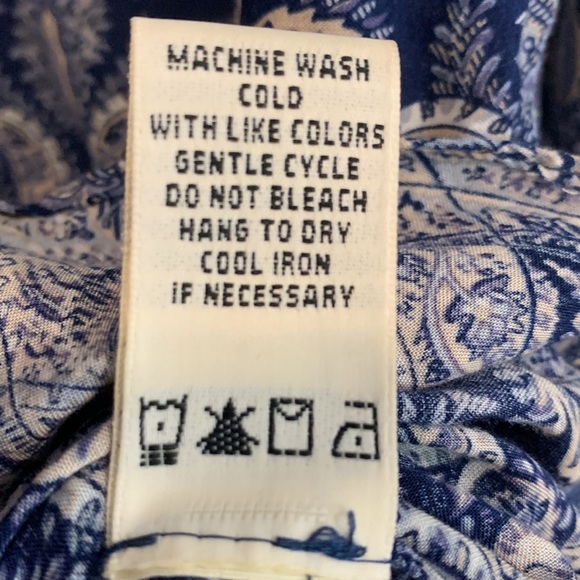 MACHINE WASH
COLD
WITH LIKE COLORS
GENTLE CYCLE
DO NOT BLEACH
HANG TO DRY
COOL IRON
IF NECESSARY